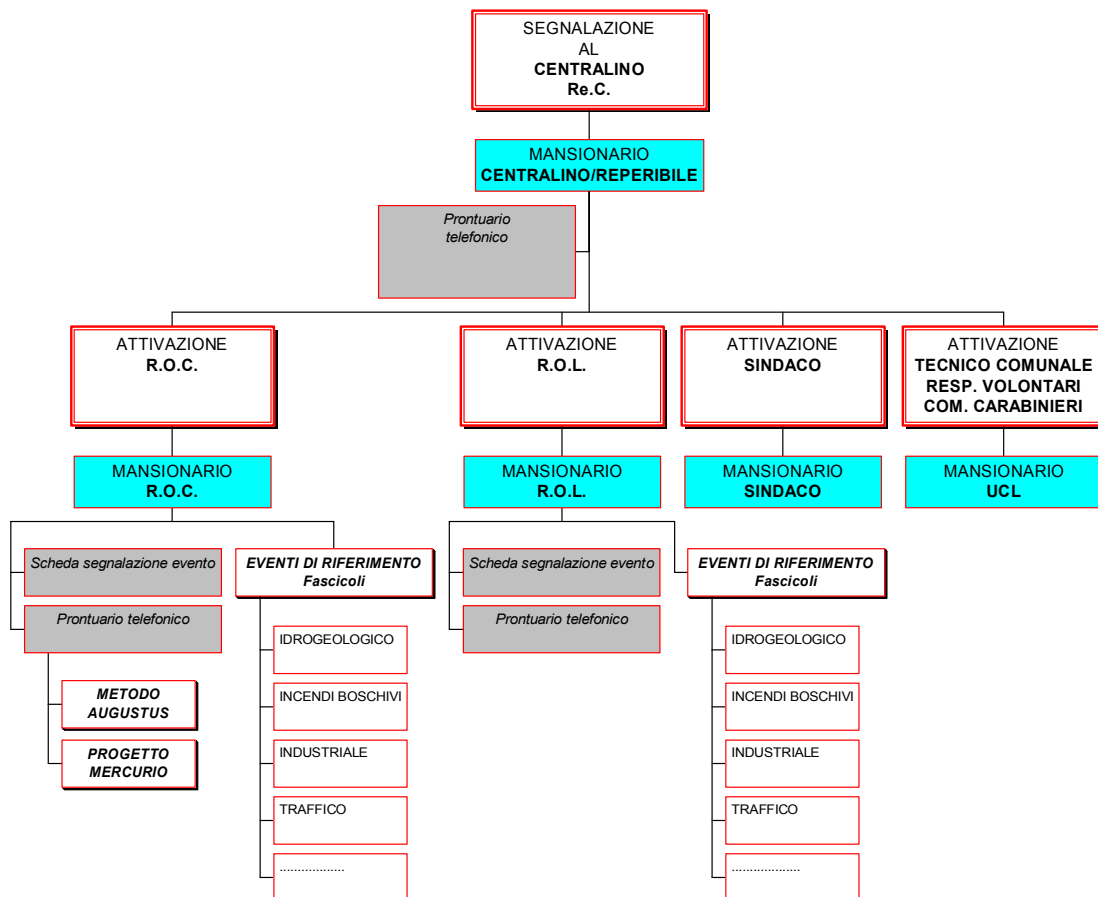 SEGNALAZIONE
AL
CENTRALINO
Re.C.
MANSIONARIO
CENTRALINO/REPERIBILE
Prontuario
telefonico
ATTIVAZIONE
R.O.C.
ATTIVAZIONE
R.O.L.
ATTIVAZIONE
SINDACO
ATTIVAZIONE
TECNICO COMUNALE
RESP. VOLONTARI
COM. CARABINIERI
MANSIONARIO
R.O.C.
MANSIONARIO
R.O.L.
MANSIONARIO
SINDACO
MANSIONARIO
UCL
Scheda segnalazione evento
Prontuario telefonico
METODO
AUGUSTUS
PROGETTO
MERCURIO
EVENTI DI RIFERIMENTO
Fascicoli
IDROGEOLOGICO
INCENDI BOSCHIVI
INDUSTRIALE
TRAFFICO
..................
Scheda segnalazione evento
Prontuario telefonico
EVENTI DI RIFERIMENTO
Fascicoli
IDROGEOLOGICO
INCENDI BOSCHIVI
INDUSTRIALE
TRAFFICO
...................